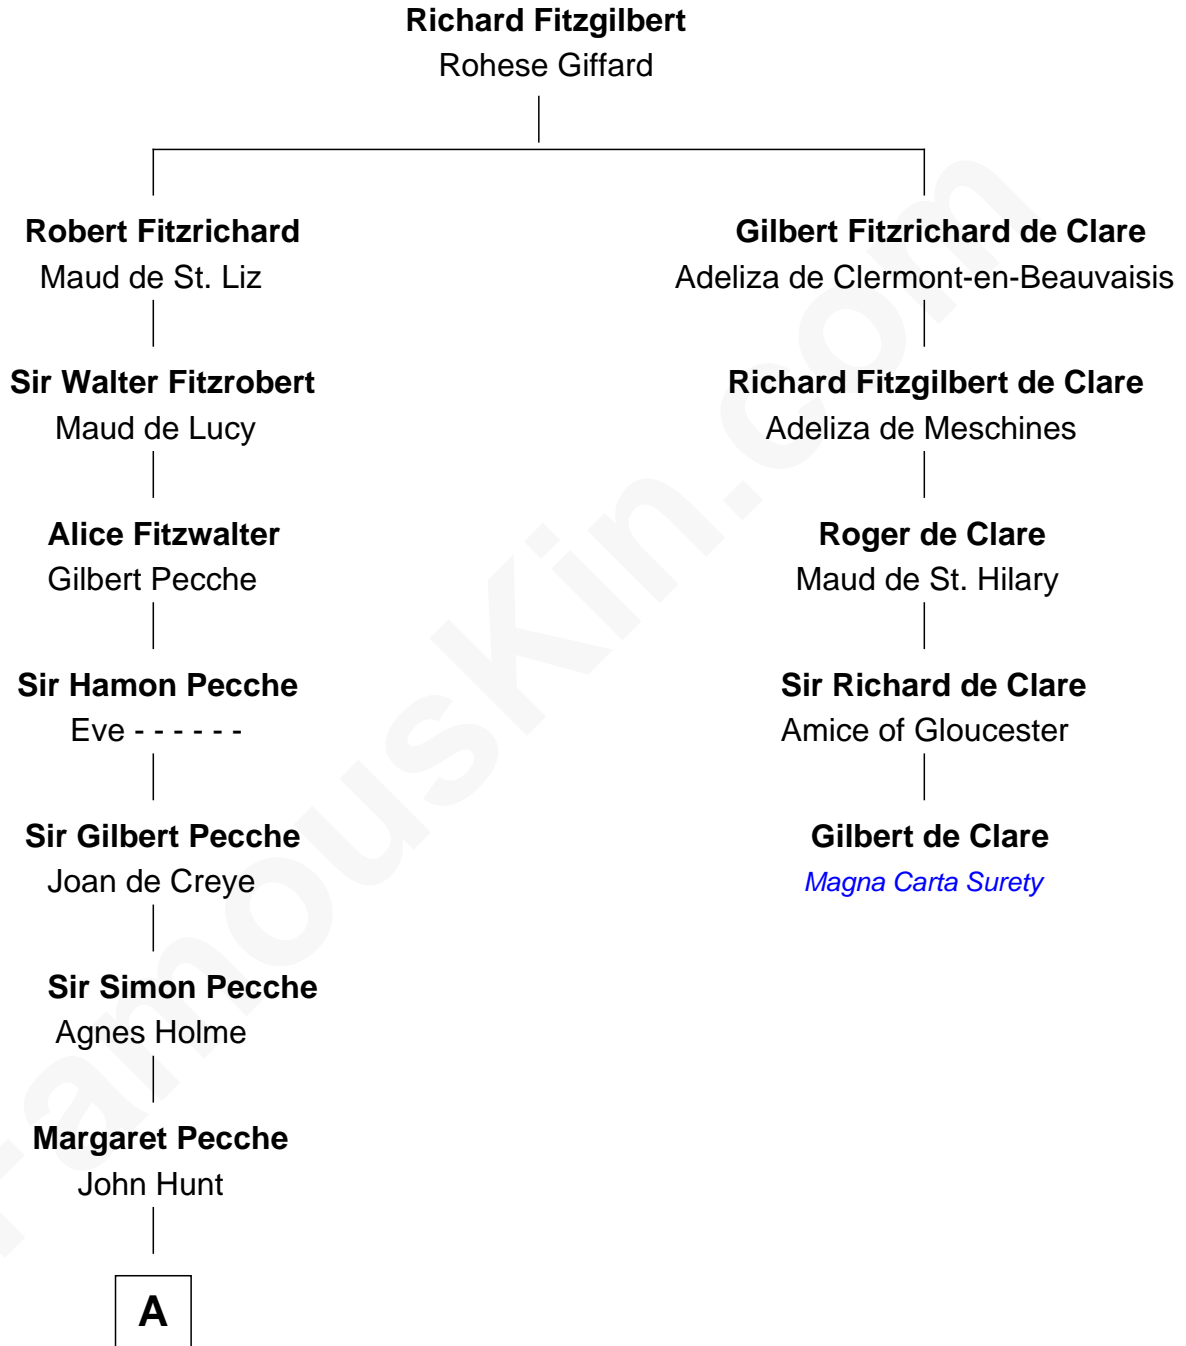 Richard Fitzgilbert
Rohese Giffard
Robert Fitzrichard
Maud de St. Liz
Gilbert Fitzrichard de Clare
Adeliza de Clermont-en-Beauvaisis
Sir Walter Fitzrobert
Maud de Lucy
Richard Fitzgilbert de Clare
Adeliza de Meschines
Alice Fitzwalter
Gilbert Pecche
Roger de Clare
Maud de St. Hilary
Sir Hamon Pecche
Eve - - - - - -
Sir Richard de Clare
Amice of Gloucester
Sir Gilbert Pecche
Joan de Creye
Gilbert de Clare
Magna Carta Surety
Sir Simon Pecche
Agnes Holme
Margaret Pecche
John Hunt
A
FamousKin.com